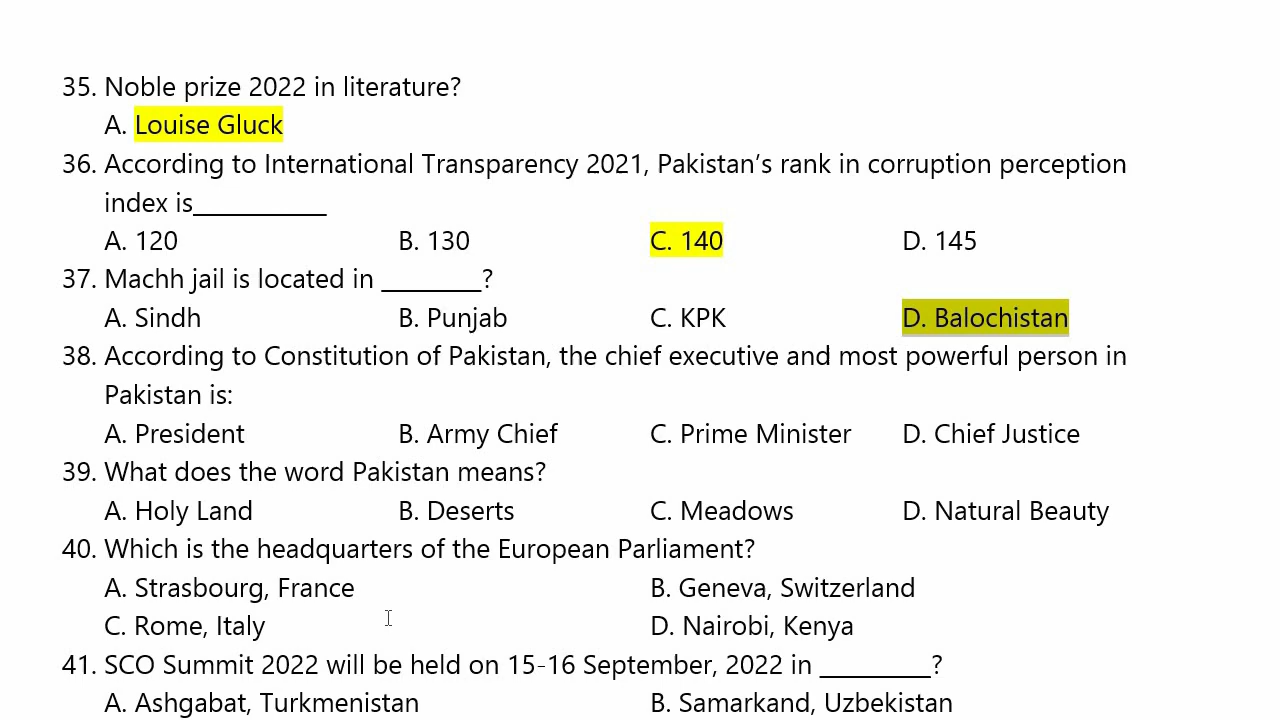 35. Noble prize 2022 in literature?
A. Louise Gluck
36. According to International Transparency 2021, Pakistan’s rank in corruption perception
index is___________
A. 120 B. 130 C. 140 D. 145
37. Machh jail is located in ________?
A. Sindh B. Punjab C. KPK D. Balochistan
38. According to Constitution of Pakistan, the chief executive and most powerful person in
Pakistan is:
A. President B. Army Chief C. Prime Minister D. Chief Justice
39. What does the word Pakistan means?
A. Holy Land B. Deserts C. Meadows D. Natural Beauty
40. Which is the headquarters of the European Parliament?
A. Strasbourg, France B. Geneva, Switzerland
C. Rome, Italy D. Nairobi, Kenya
41. SCO Summit 2022 will be held on 15-16 September, 2022 in _________?
A. Ashgabat, Turkmenistan B. Samarkand, Uzbekistan